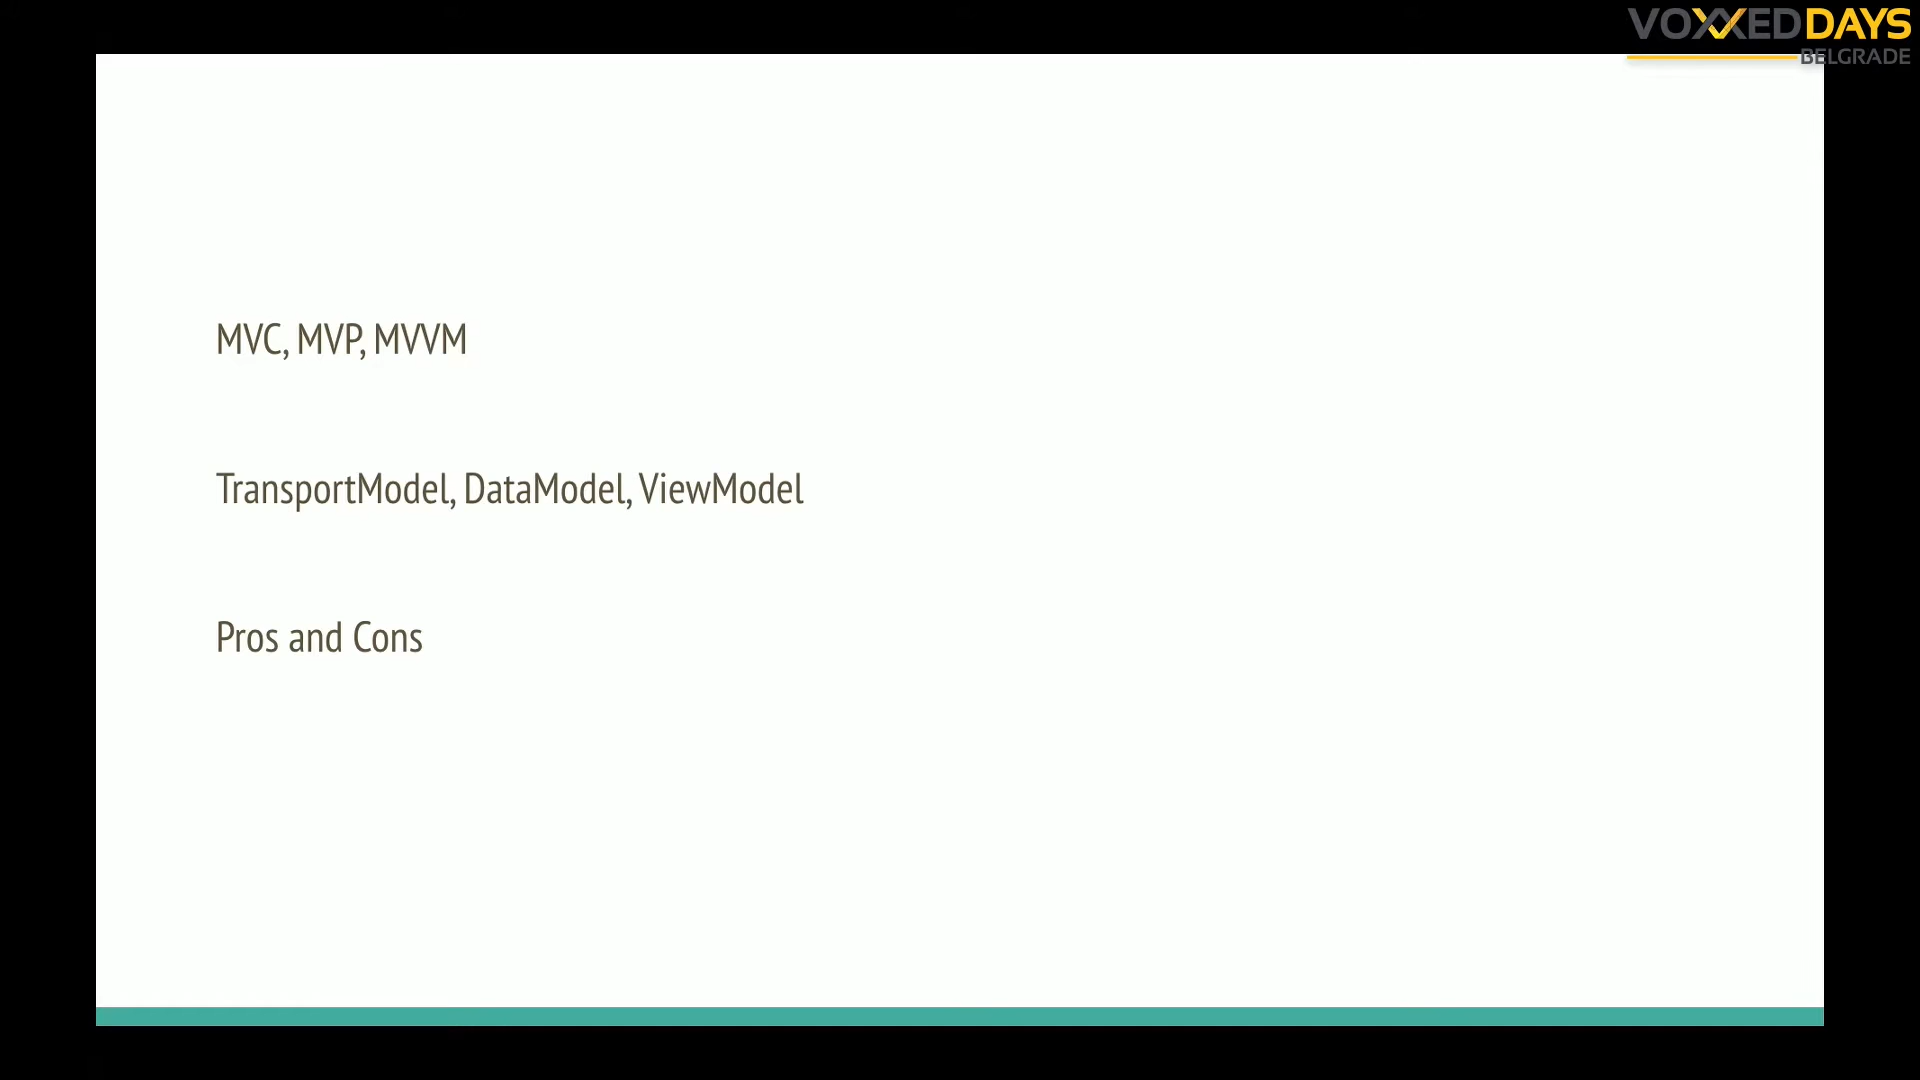 VOXXEDDAYS
BELGRADE
MVC, MVP, MVVM
TransportModel, DataModel, ViewModel
Pros and Cons